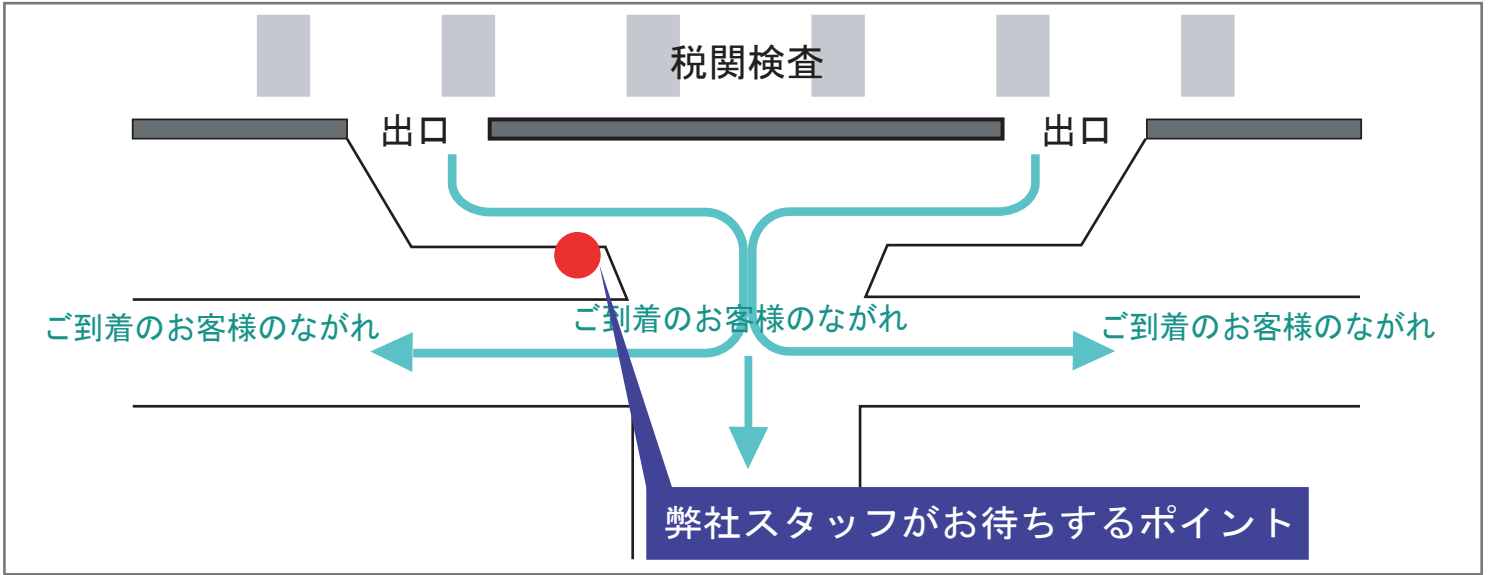 税関検査
出口
出口
ご到着のお客様のながれ
ご到着のお客様のながれ
ご到着のお客様のながれ
弊社スタッフがお待ちするポイント